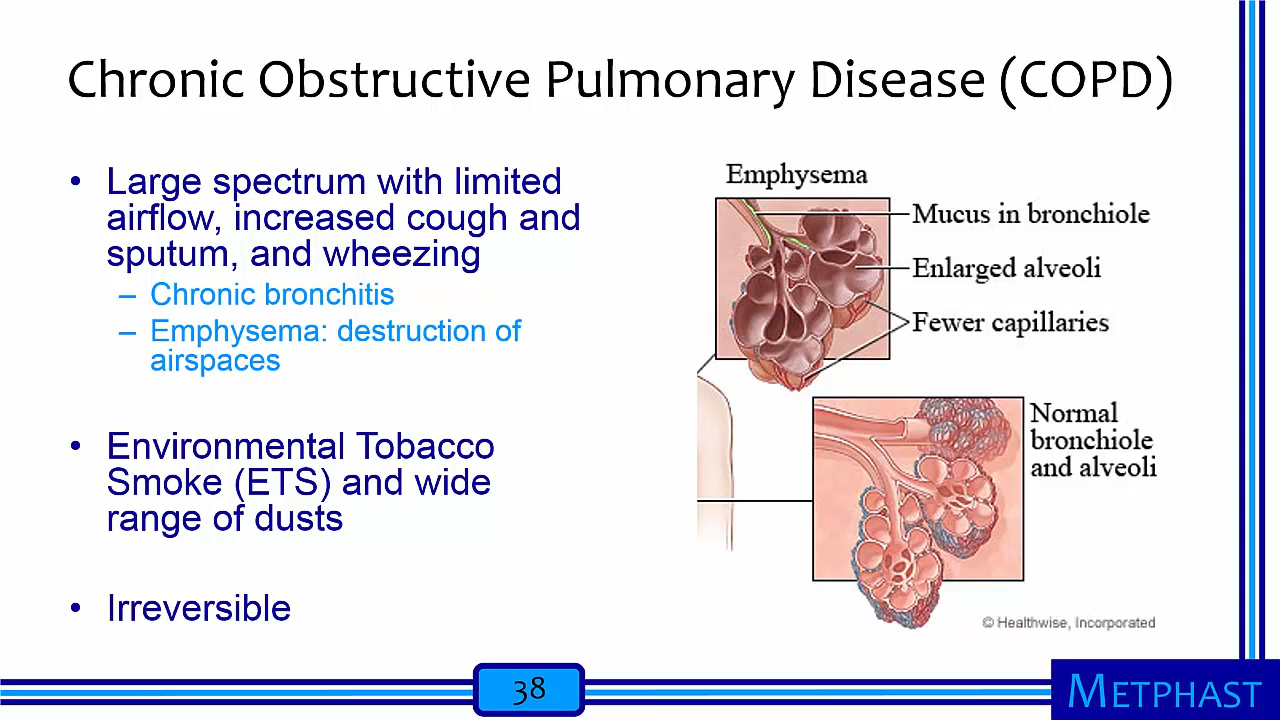 Chronic Obstructive Pulmonary Disease (COPD)
• Large spectrum with limited
airflow, increased cough and
sputum, and wheezing
– Chronic bronchitis
– Emphysema: destruction of
airspaces
• Environmental Tobacco
Smoke (ETS) and wide
range of dusts
• Irreversible
Emphysema
Mucus in bronchiole
Enlarged alveoli
Fewer capillaries
Normal
bronchiole
and alveoli
© Healthwise, Incorporated
38
METPHAST